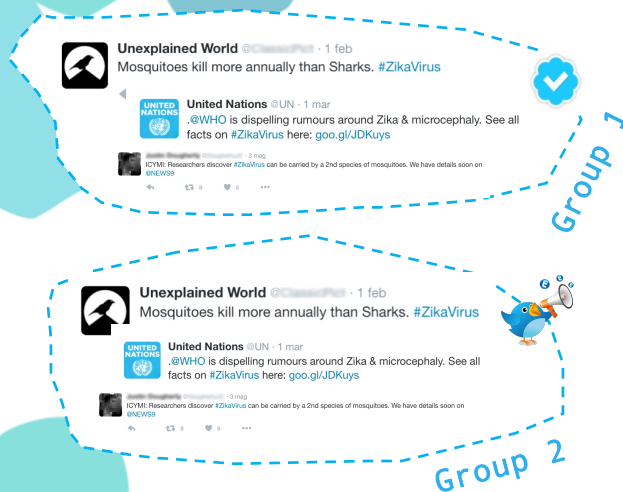 Unexplained World @ · 1 feb
Mosquitoes kill more annually than Sharks. #ZikaVirus
UNITED
NATIONS
United Nations @UN · 1 mar
.@WHO is dispelling rumours around Zika & microcephaly. See all
facts on #ZikaVirus here: goo.gl/JDKuys
· 3 mag
ICYMI: Researchers discover #ZikaVirus can be carried by a 2nd species of mosquitoes. We have details soon on
@NEWS9
8 6
Group 1
Unexplained World @ · 1 feb
Mosquitoes kill more annually than Sharks. #ZikaVirus
UNITED
NATIONS
United Nations @UN · 1 mar
.@WHO is dispelling rumours around Zika & microcephaly. See all
facts on #ZikaVirus here: goo.gl/JDKuys
· 3 mag
ICYMI: Researchers discover #ZikaVirus can be carried by a 2nd species of mosquitoes. We have details soon on
@NEWS9
8 6
Group 2